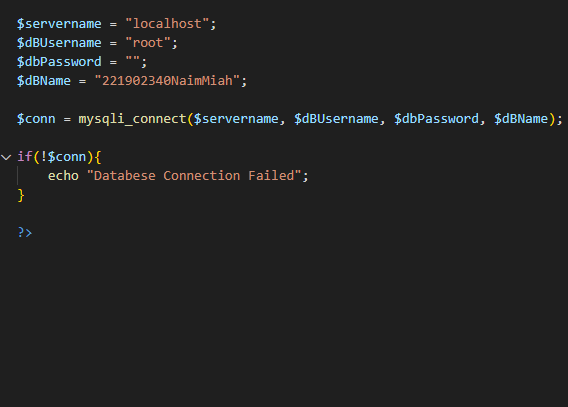 $servername = "localhost";
$dBUsername = "root";
$dbPassword = "";
$dBName = "221902340NaimMiah";
$conn = mysqli_connect($servername, $dBUsername, $dbPassword, $dBName);
if(!$conn){
echo "Databese Connection Failed";
}
?>